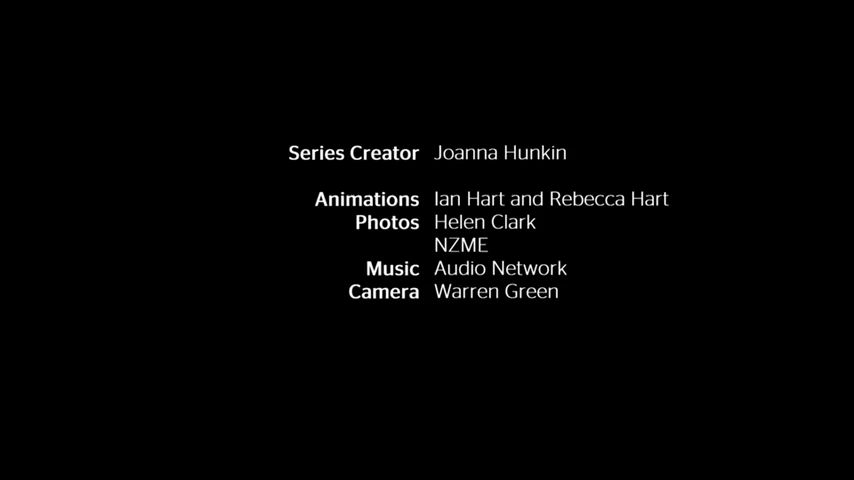 Series Creator Joanna Hunkin
Animations Ian Hart and Rebecca Hart
Photos Helen Clark
NZME
Music Audio Network
Camera Warren Green